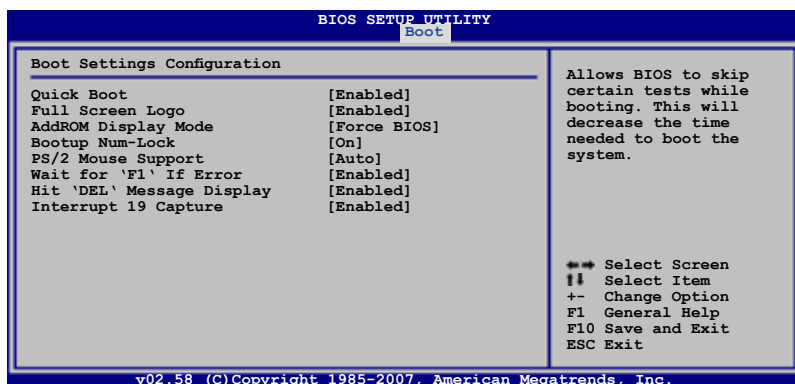 BIOS SETUP UTILITY
Boot
Boot Settings Configuration
Quick Boot [Enabled]
Full Screen Logo [Enabled]
AddROM Display Mode [Force BIOS]
Bootup Num-Lock [On]
PS/2 Mouse Support [Auto]
Wait for ‵F1‵ If Error [Enabled]
Hit ‵DEL‵ Message Display [Enabled]
Interrupt 19 Capture [Enabled]
Allows BIOS to skip
certain tests while
booting. This will
decrease the time
needed to boot the
system.
←→ Select Screen
↑↓ Select Item
+- Change Option
F1 General Help
F10 Save and Exit
ESC Exit
v02.58 (C)Copyright 1985-2007, American Megatrends, Inc.